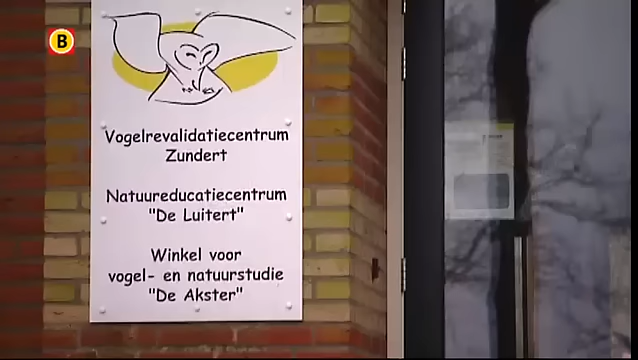 B
Vogelrevalidatiecentrum
Zundert
Natuureducatiecentrum
"De Luitert"
Winkel voor
vogel- en natuurstudie
"De Akster"